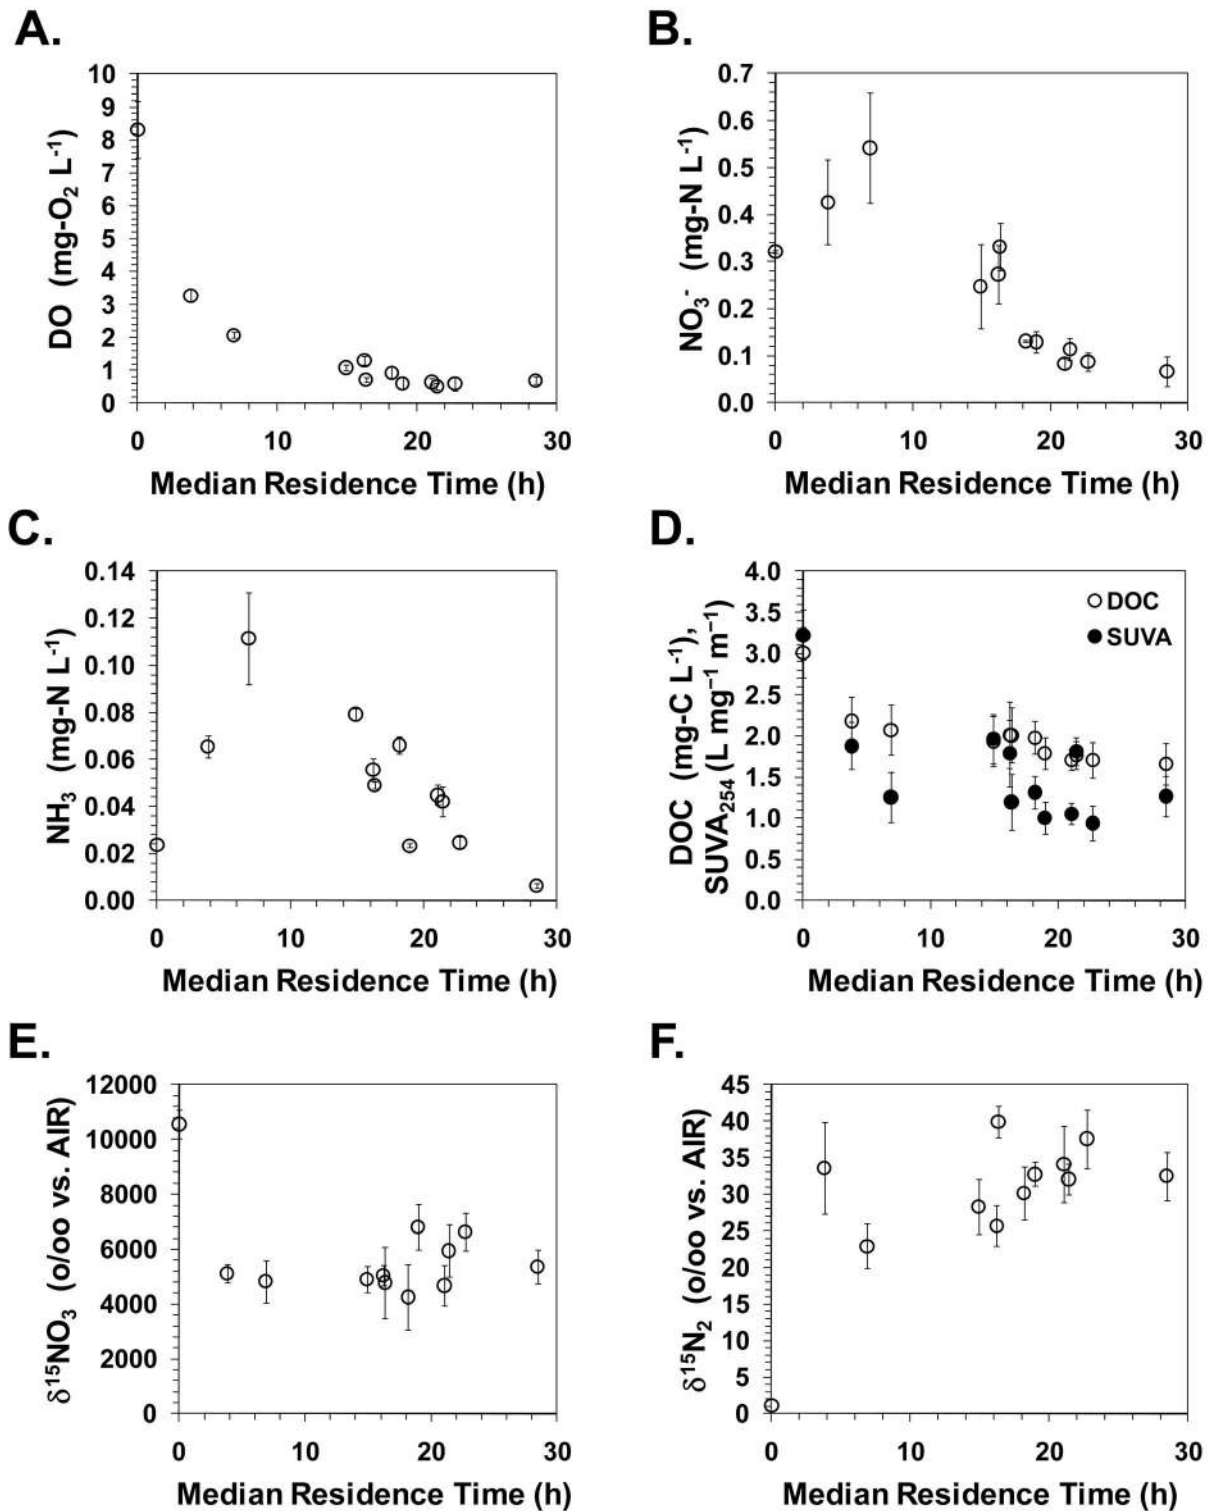 A.
10
9
8
7
6
5
4
3
2
1
0
DO (mg-O₂ L⁻¹)
0 10 20 30
Median Residence Time (h)
B.
0.7
0.6
0.5
0.4
0.3
0.2
0.1
0.0
NO₃⁻ (mg-N L⁻¹)
0 10 20 30
Median Residence Time (h)
C.
0.14
0.12
0.10
0.08
0.06
0.04
0.02
0.00
NH₃ (mg-N L⁻¹)
0 10 20 30
Median Residence Time (h)
D.
4.0
3.5
3.0
2.5
2.0
1.5
1.0
0.5
0.0
DOC (mg-C L⁻¹),
SUVA₂₅₄ (L mg⁻¹ m⁻¹)
DOC
SUVA
0 10 20 30
Median Residence Time (h)
E.
12000
10000
8000
6000
4000
2000
0
δ¹⁵NO₃ (o/oo vs. AIR)
0 10 20 30
Median Residence Time (h)
F.
45
40
35
30
25
20
15
10
5
0
δ¹⁵N₂ (o/oo vs. AIR)
0 10 20 30
Median Residence Time (h)